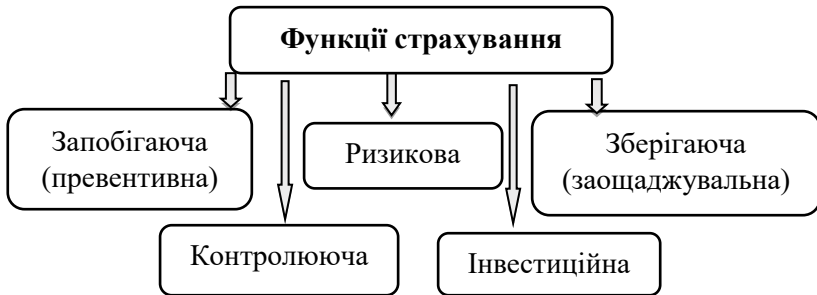 Функції страхування
Запобігаюча
(превентивна)
Ризикова
Зберігаюча
(заощаджувальна)
Контролююча
Інвестиційна